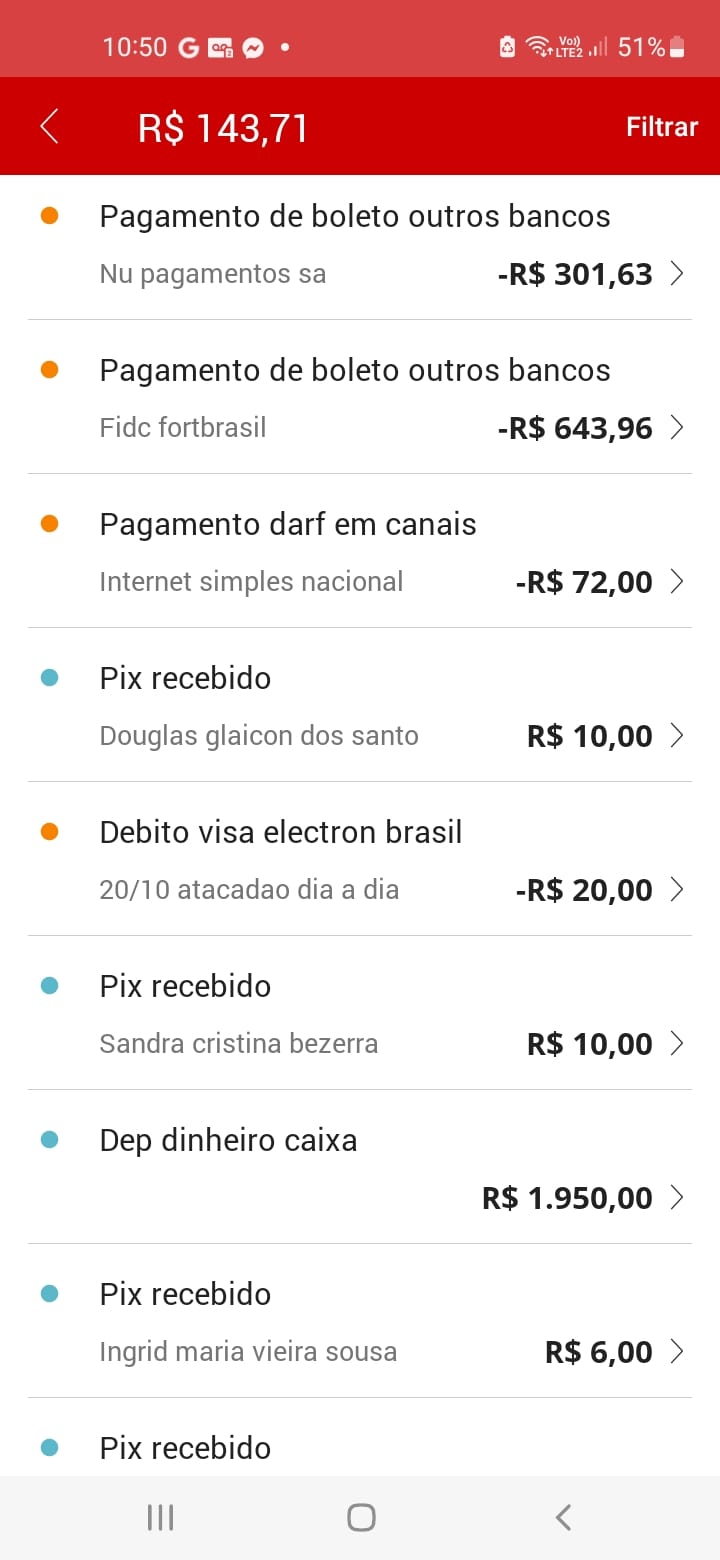 10:50
Vo)) LTE2
51%
R$ 143,71
Filtrar
Pagamento de boleto outros bancos
Nu pagamentos sa -R$ 301,63
Pagamento de boleto outros bancos
Fidc fortbrasil -R$ 643,96
Pagamento darf em canais
Internet simples nacional -R$ 72,00
Pix recebido
Douglas glaicon dos santo R$ 10,00
Debito visa electron brasil
20/10 atacadao dia a dia -R$ 20,00
Pix recebido
Sandra cristina bezerra R$ 10,00
Dep dinheiro caixa
R$ 1.950,00
Pix recebido
Ingrid maria vieira sousa R$ 6,00
Pix recebido